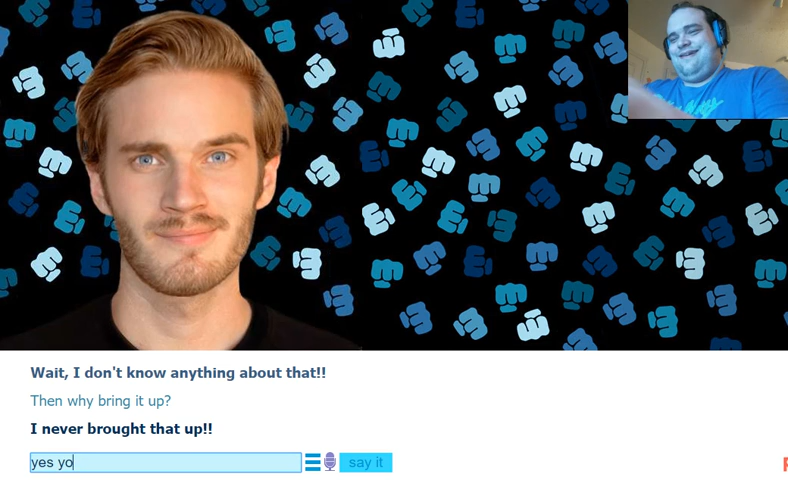 Wait, I don't know anything about that!!
Then why bring it up?
I never brought that up!!
yes yo
say it